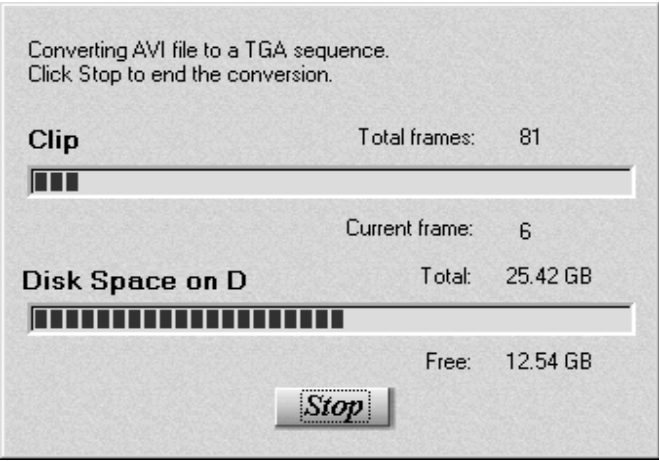 Converting AVI file to a TGA sequence.
Click Stop to end the conversion.
Clip Total frames: 81
Current frame: 6
Disk Space on D Total: 25.42 GB
Free: 12.54 GB
Stop